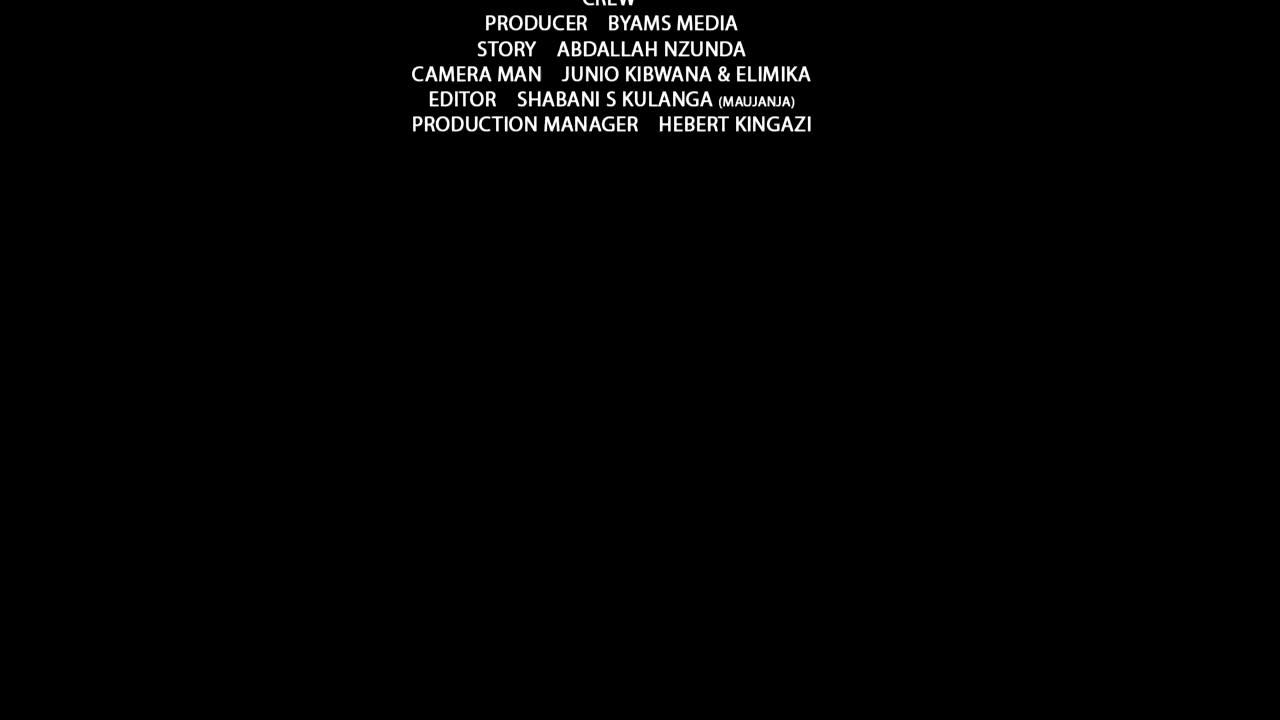 CREW
PRODUCER BYAMS MEDIA
STORY ABDALLAH NZUNDA
CAMERA MAN JUNIO KIBWANA & ELIMIKA
EDITOR SHABANI S KULANGA (MAUJANJA)
PRODUCTION MANAGER HEBERT KINGAZI